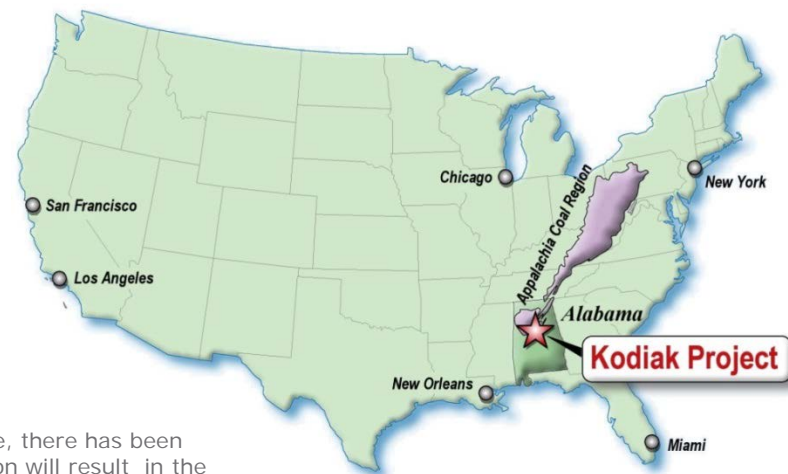 Chicago
New York
San Francisco
Appalachia Coal Region
Los Angeles
Alabama
Kodiak Project
New Orleans
Miami
e, there has been
on will result in the